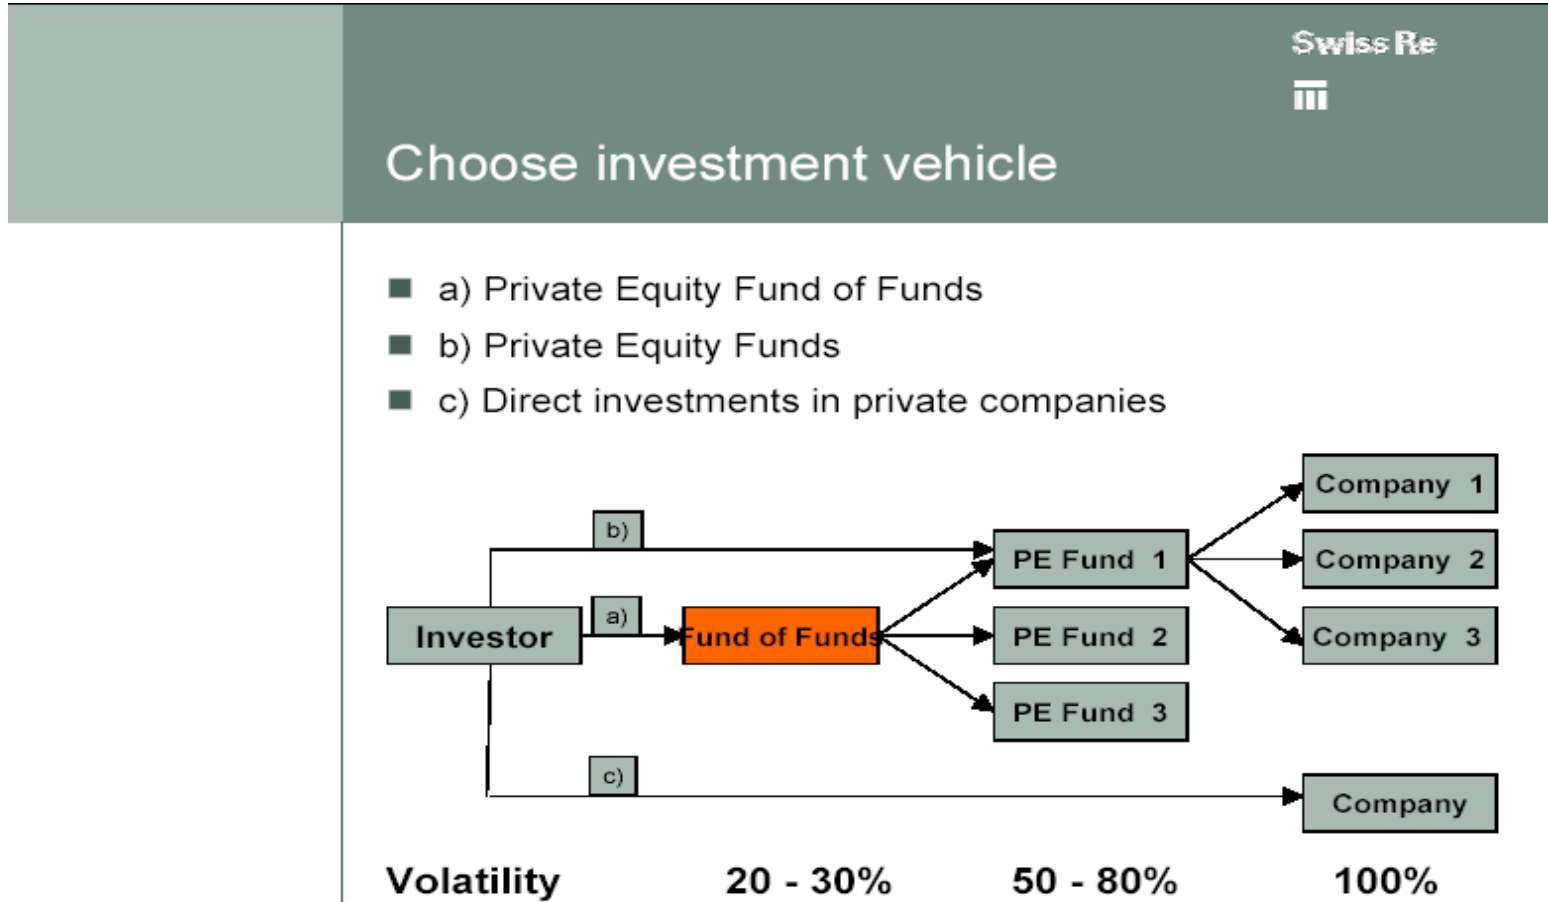 Swiss Re
Choose investment vehicle
a) Private Equity Fund of Funds
b) Private Equity Funds
c) Direct investments in private companies
Company 1
b)
PE Fund 1
Company 2
a)
Investor
Fund of Funds
PE Fund 2
Company 3
PE Fund 3
c)
Company
Volatility 20 - 30% 50 - 80% 100%